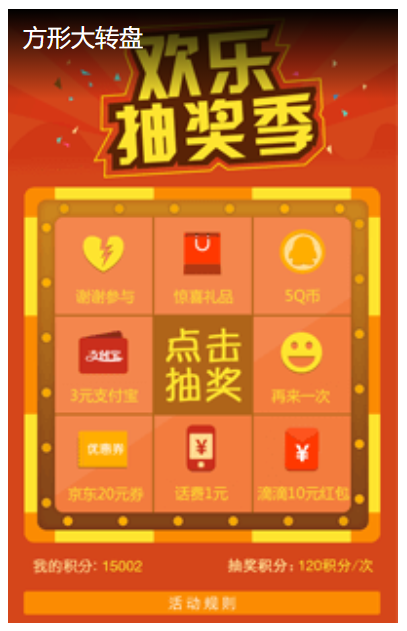 方形大转盘
欢乐
抽奖季
谢谢参与
惊喜礼品
5Q币
支付宝
3元支付宝
点击
抽奖
再来一次
优惠券
京东20元券
¥
话费1元
¥
滴滴10元红包
我的积分: 15002
抽奖积分: 120积分/次
活动规则